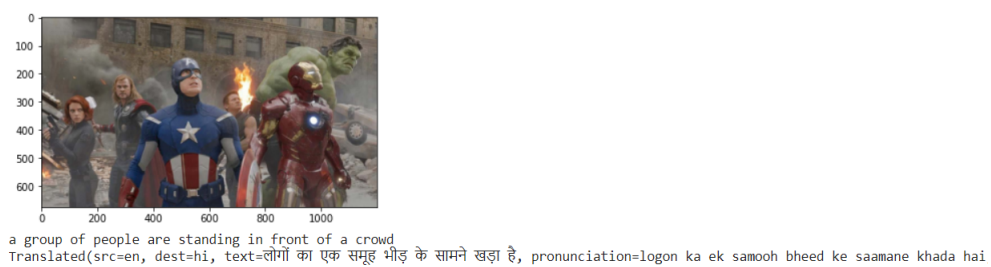 0
100
200
300
400
500
600
0 200 400 600 800 1000
a group of people are standing in front of a crowd
Translated(src=en, dest=hi, text=लोगों का एक समूह भीड़ के सामने खड़ा है, pronunciation=logon ka ek samooh bheed ke saamane khada hai